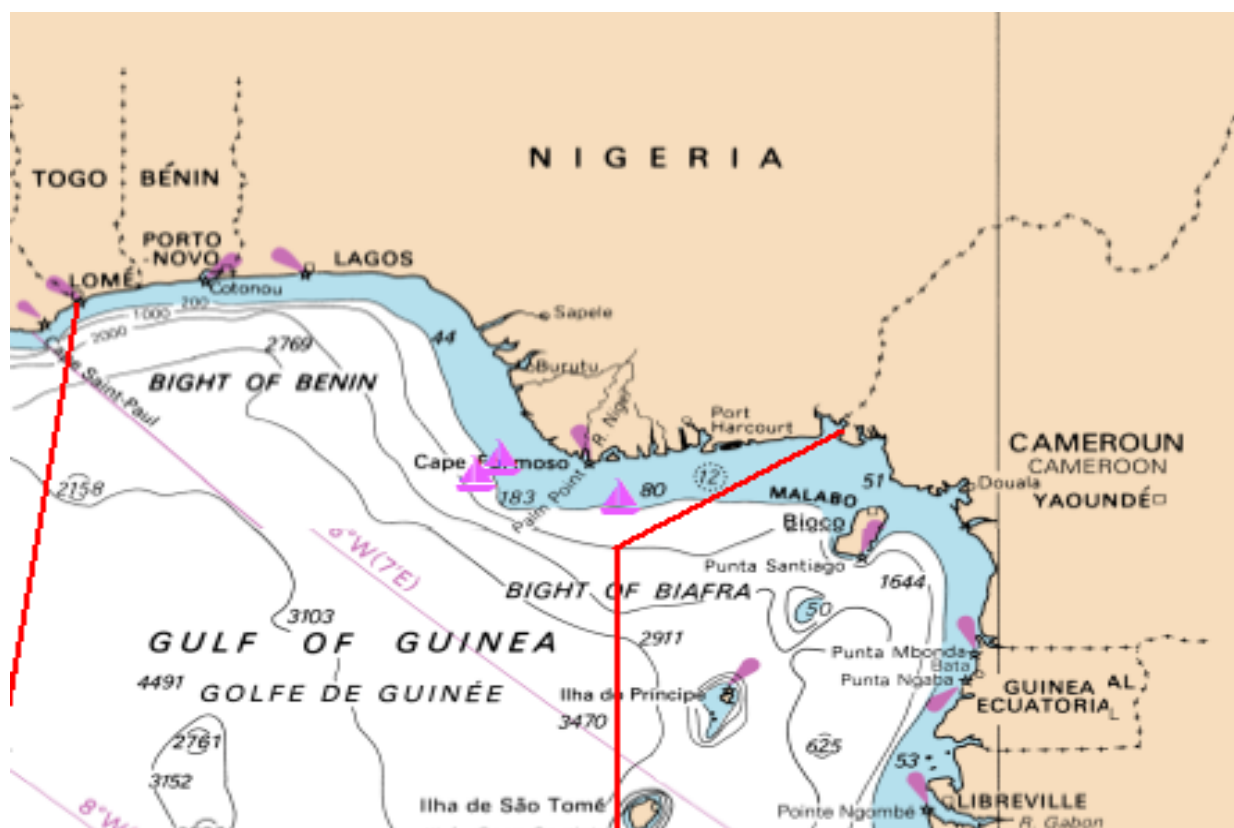 NIGERIA
TOGO
BÉNIN
PORTO
-NOVO
LAGOS
LOMÉ
Cotonou
200
1000
2000
Sapele
44
2769
Burutu
Cape Saint-Paul
BIGHT OF BENIN
R. Niger
Port
Harcourt
CAMEROUN
CAMEROON
YAOUNDÉ
Douala
Cape Formoso
Palm Point
183
80
12
51
MALABO
Bioco
2158
8°W(7'E)
Punta Santiago
1644
BIGHT OF BIAFRA
50
3103
GULF OF GUINEA
2911
Punta Mbonda
Bata
Punta Ngaba
4491
GOLFE DE GUINÉE
Ilha do Príncipe
GUINEA
ECUATORIAL
3470
2761
625
53
3152
Ilha de São Tomé
Pointe Ngombé
LIBREVILLE
R. Gabon
8°W